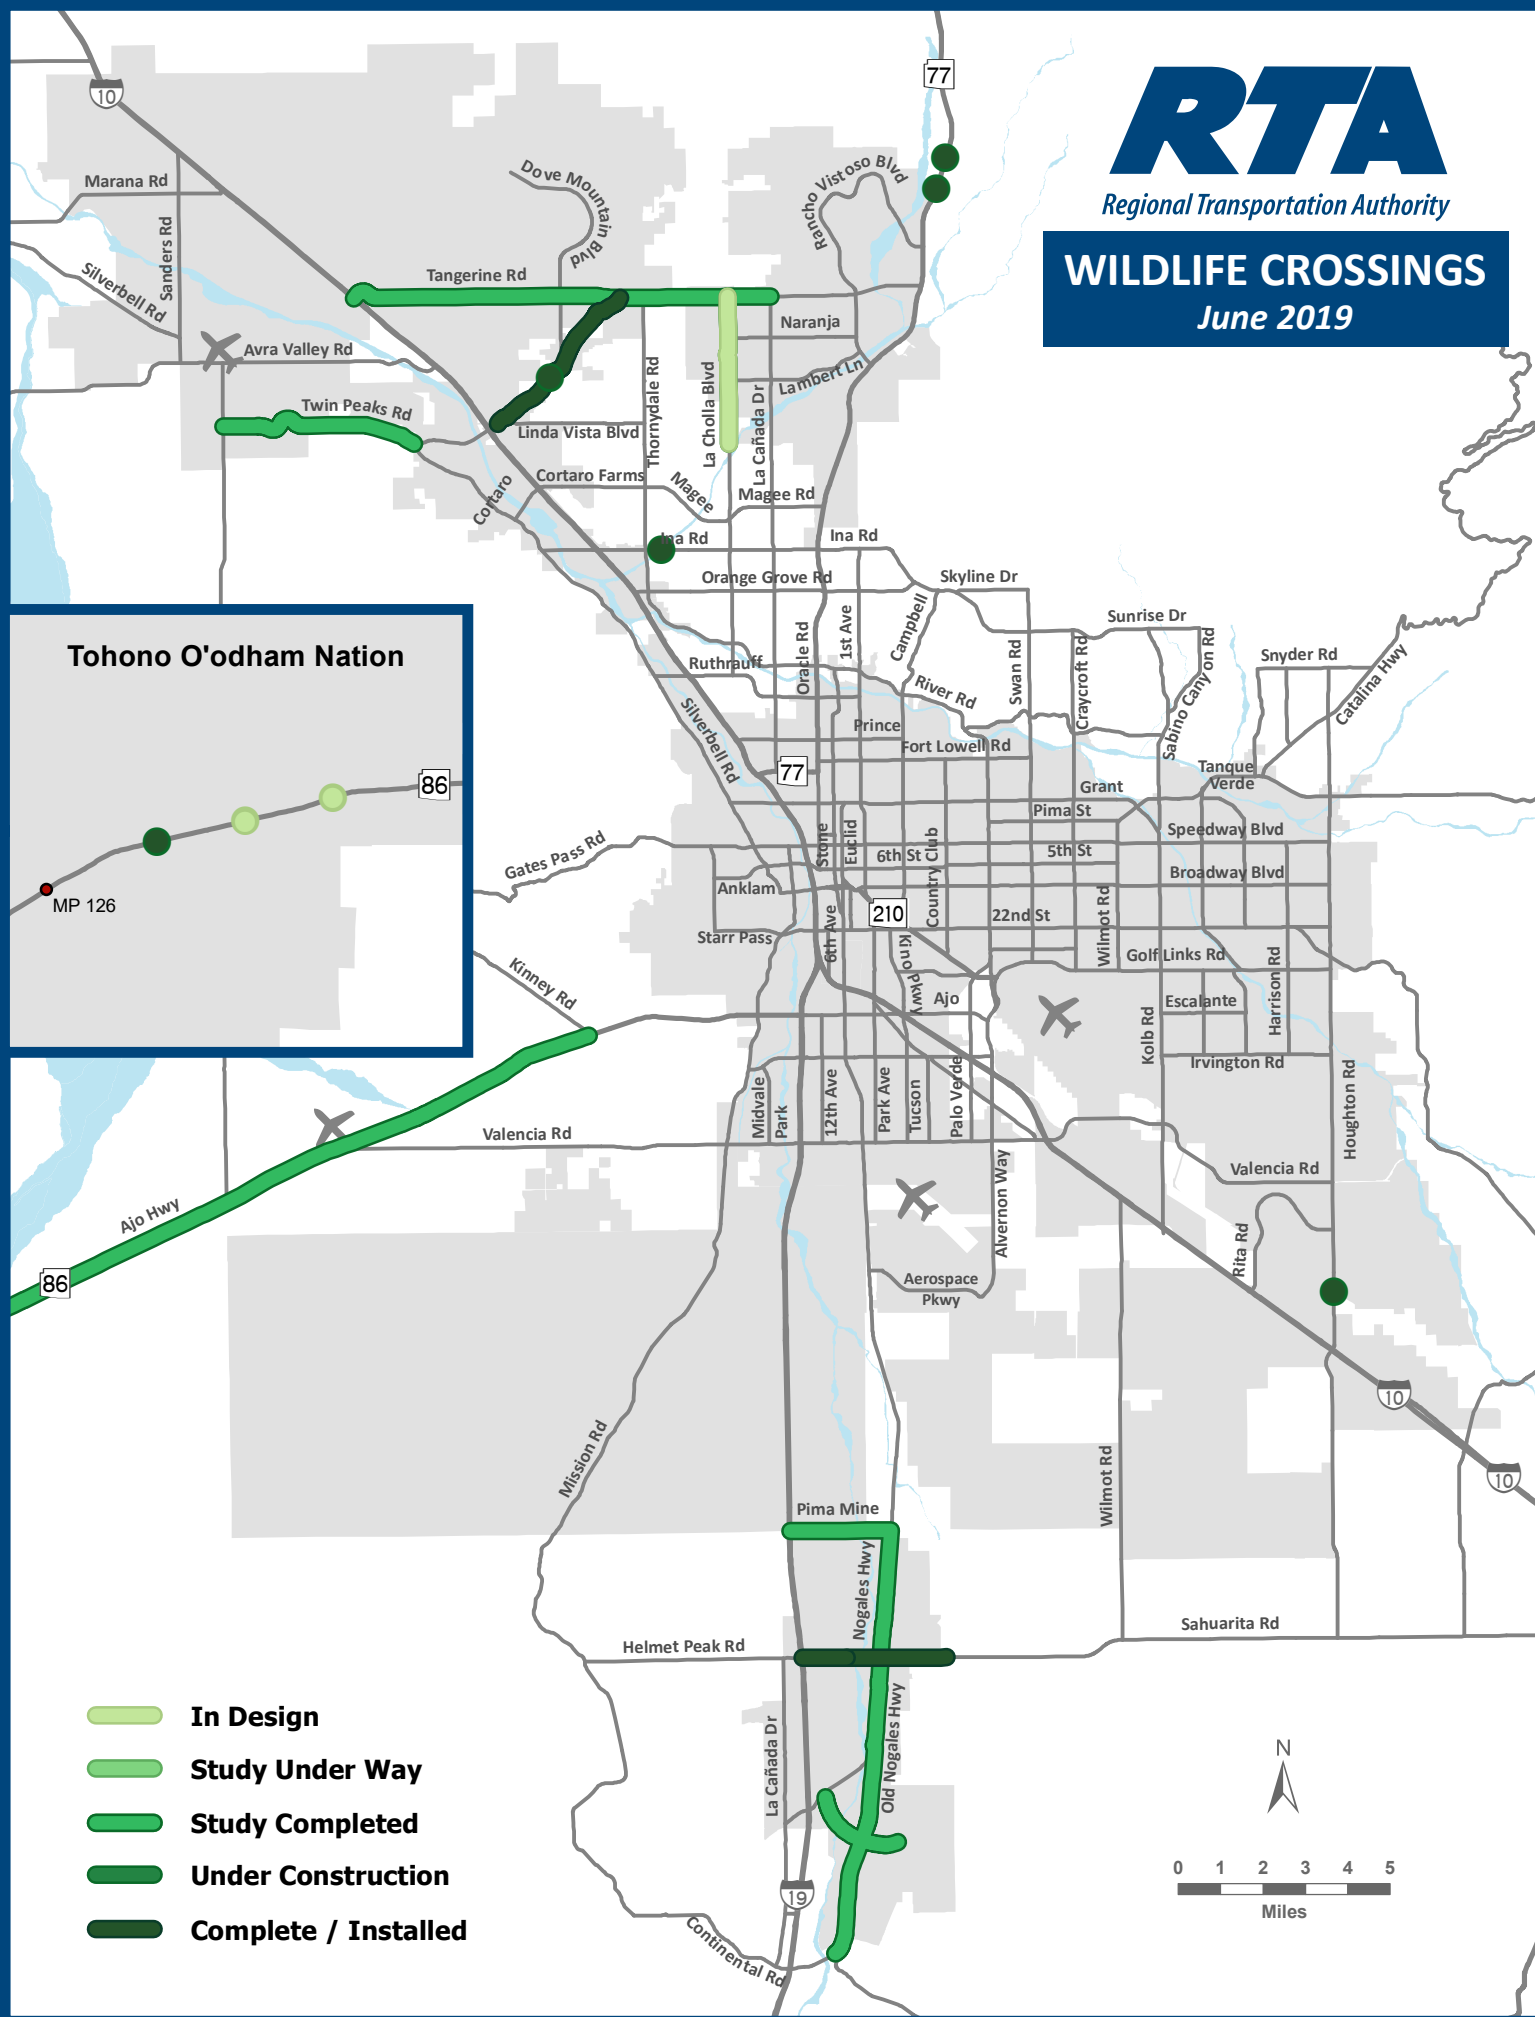 RTA
Regional Transportation Authority
WILDLIFE CROSSINGS
June 2019
77
10
Marana Rd
Sanders Rd
Silverbell Rd
Dove Mountain Blvd
Rancho Vistoso Blvd
Tangerine Rd
Naranja
Avra Valley Rd
Lambert Ln
Thornydale Rd
La Cholla Blvd
La Cañada Dr
Twin Peaks Rd
Linda Vista Blvd
Cortaro Farms
Cortaro
Magee
Magee Rd
Ina Rd
Ina Rd
Orange Grove Rd
Skyline Dr
Sunrise Dr
Campbell
1st Ave
Oracle Rd
Swan Rd
Craycroft Rd
Sabino Canyon Rd
Snyder Rd
Catalina Hwy
Ruthrauff
River Rd
Silverbell Rd
Prince
Fort Lowell Rd
77
Tanque
Verde
Grant
Pima St
Speedway Blvd
Stone
Euclid
6th St
Country Club
5th St
Broadway Blvd
Gates Pass Rd
Anklam
210
22nd St
Wilmot Rd
Starr Pass
6th Ave
Kino Pkwy
Golf Links Rd
Harrison Rd
Kinney Rd
Ajo
Escalante
Kolb Rd
Irvington Rd
Houghton Rd
Midvale
Park
12th Ave
Park Ave
Tucson
Palo Verde
Valencia Rd
Valencia Rd
Alvernon Way
Ajo Hwy
86
Rita Rd
Aerospace
Pkwy
10
10
Mission Rd
Wilmot Rd
Pima Mine
Nogales Hwy
Sahuarita Rd
Helmet Peak Rd
La Cañada Dr
Old Nogales Hwy
19
Continental Rd
Tohono O'odham Nation
86
MP 126
In Design
Study Under Way
Study Completed
Under Construction
Complete / Installed
N
0 1 2 3 4 5
Miles